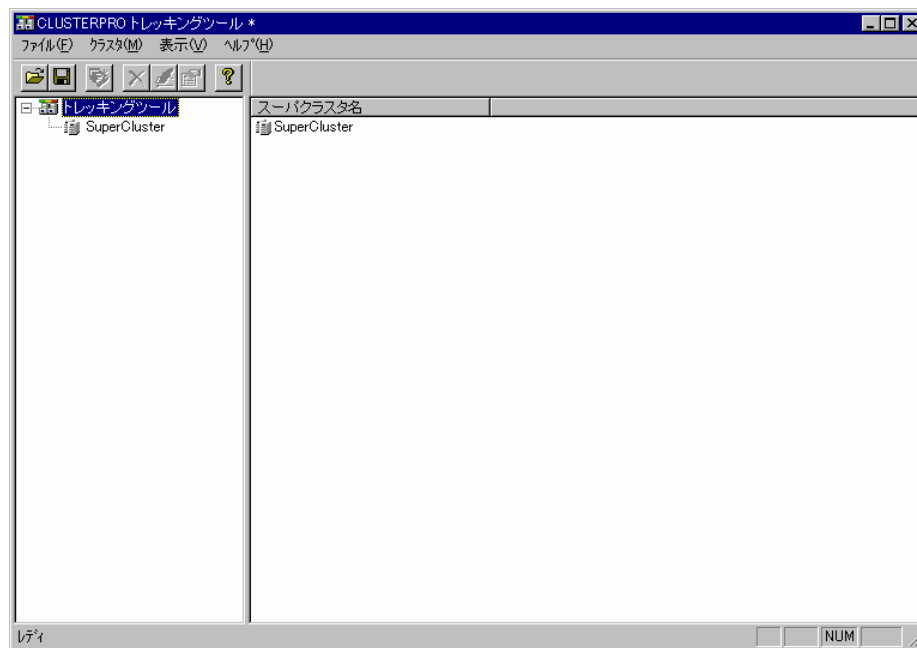 CLUSTERPRO トレッキングツール *
ファイル(F) クラスタ(M) 表示(V) ヘルプ(H)
トレッキングツール
SuperCluster
スーパクラスタ名
SuperCluster
レディ
NUM